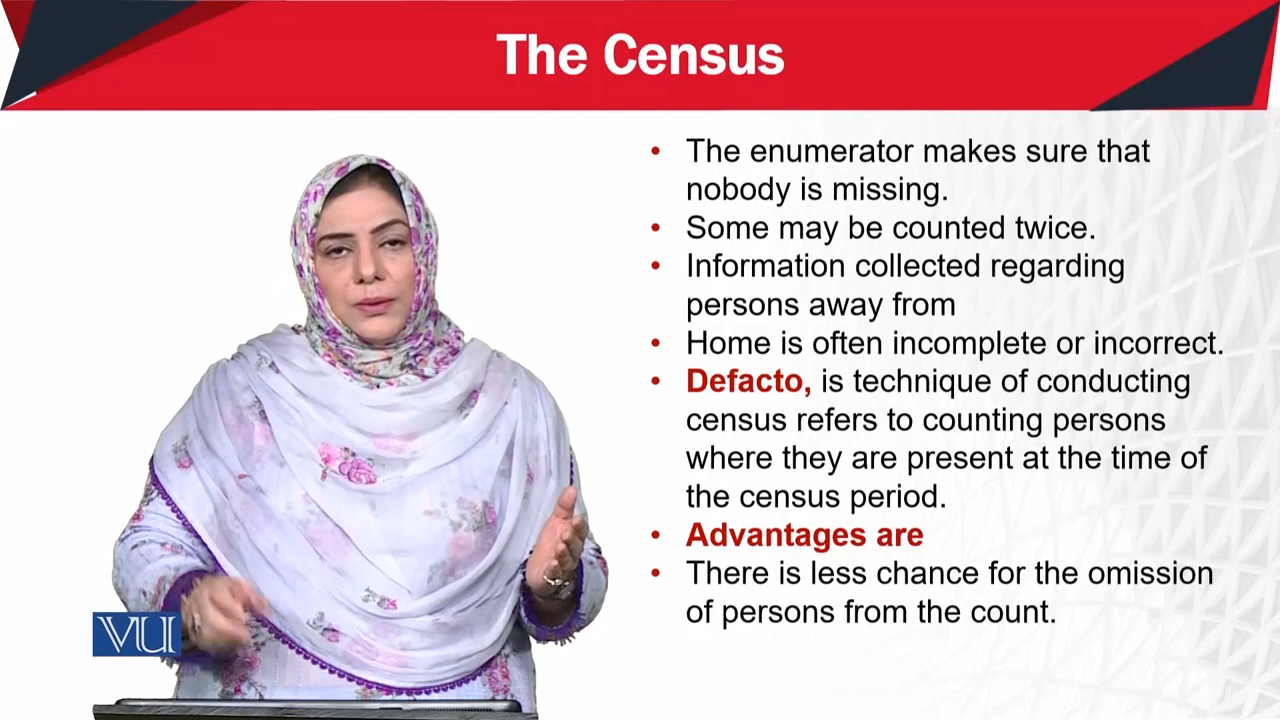 The Census
• The enumerator makes sure that
nobody is missing.
• Some may be counted twice.
• Information collected regarding
persons away from
• Home is often incomplete or incorrect.
• Defacto, is technique of conducting
census refers to counting persons
where they are present at the time of
the census period.
• Advantages are
• There is less chance for the omission
of persons from the count.
VU